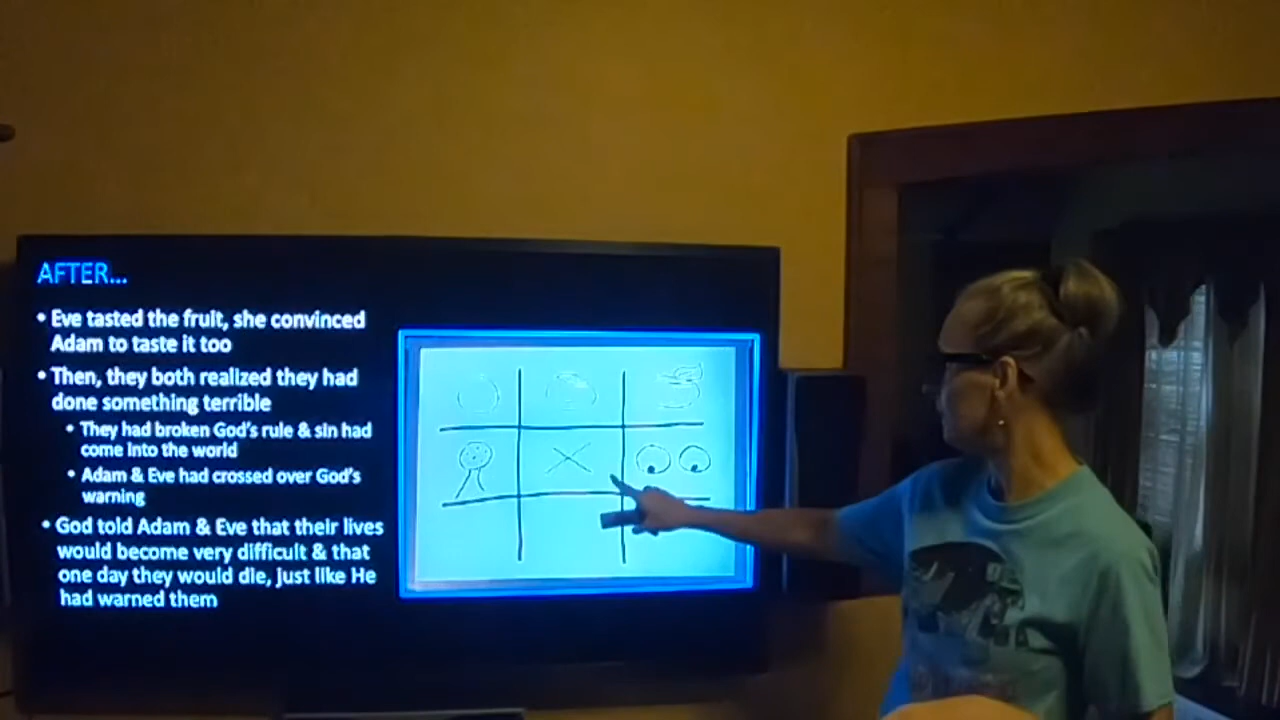 AFTER...
• Eve tasted the fruit, she convinced
Adam to taste it too
• Then, they both realized they had
done something terrible
• They had broken God's rule & sin had
come into the world
• Adam & Eve had crossed over God's
warning
• God told Adam & Eve that their lives
would become very difficult & that
one day they would die, just like He
had warned them